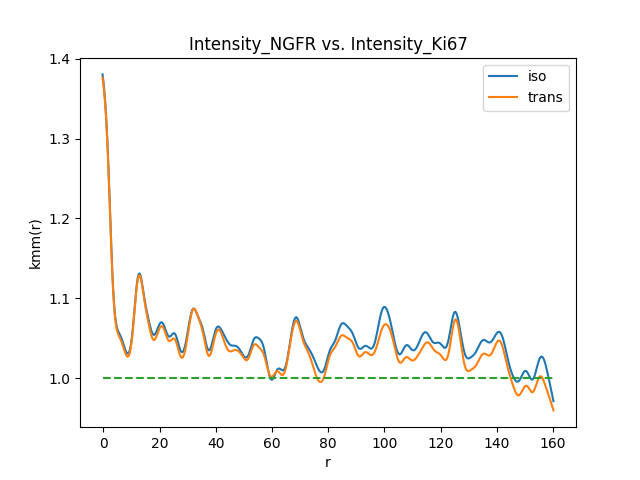 Intensity_NGFR vs. Intensity_Ki67
iso
trans
kmm(r)
1.4
1.3
1.2
1.1
1.0
0 20 40 60 80 100 120 140 160
r